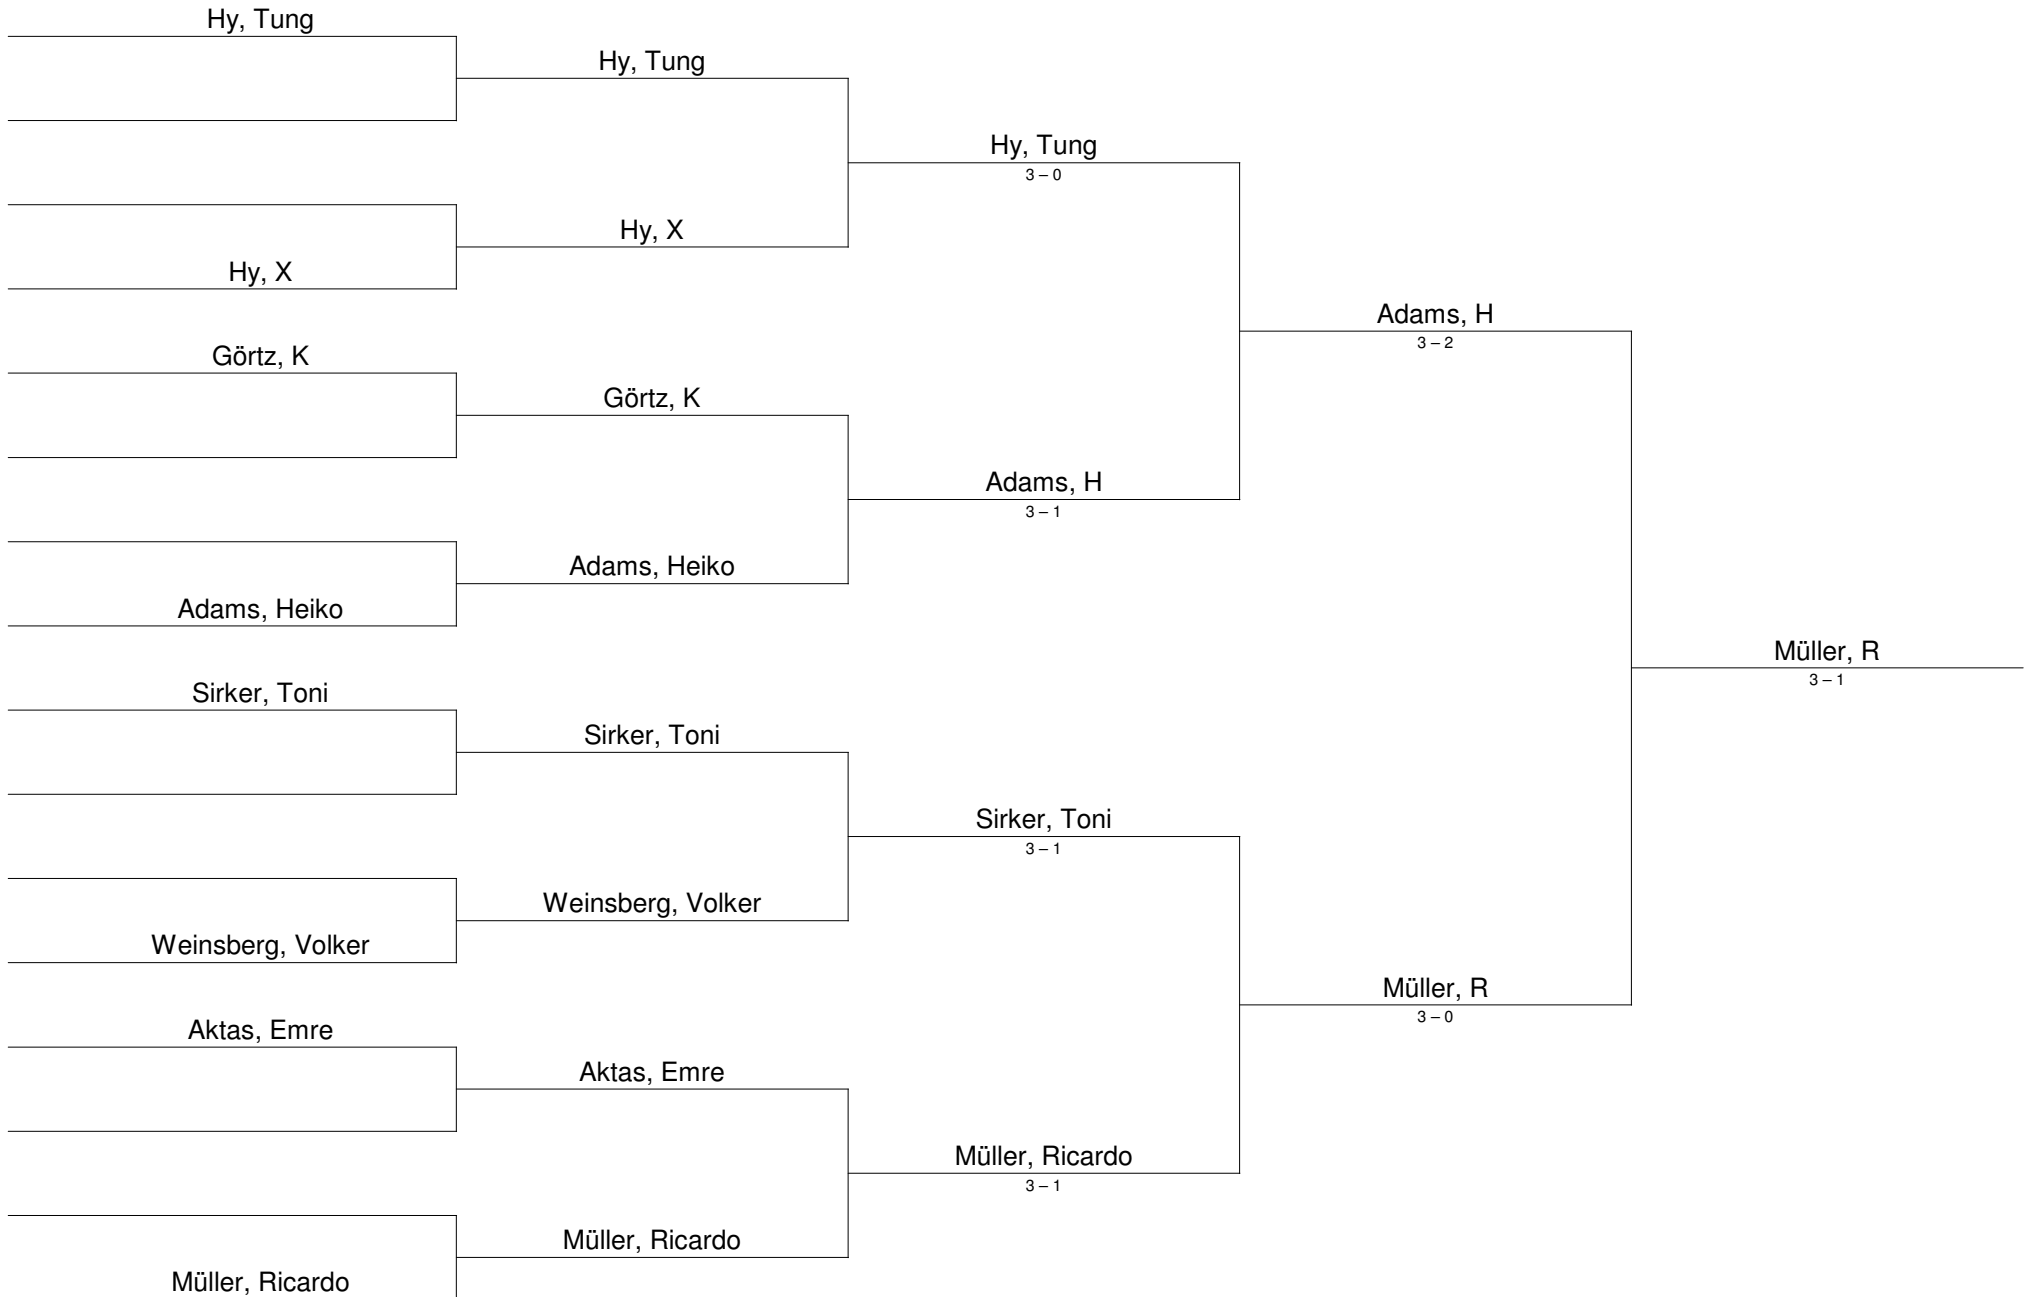 Hy, Tung
Hy, Tung
Hy, Tung
3 – 0
Hy, X
Hy, X
Adams, H
3 – 2
Görtz, K
Görtz, K
Adams, H
3 – 1
Adams, Heiko
Adams, Heiko
Müller, R
3 – 1
Sirker, Toni
Sirker, Toni
Sirker, Toni
3 – 1
Weinsberg, Volker
Weinsberg, Volker
Müller, R
3 – 0
Aktas, Emre
Aktas, Emre
Müller, Ricardo
3 – 1
Müller, Ricardo
Müller, Ricardo